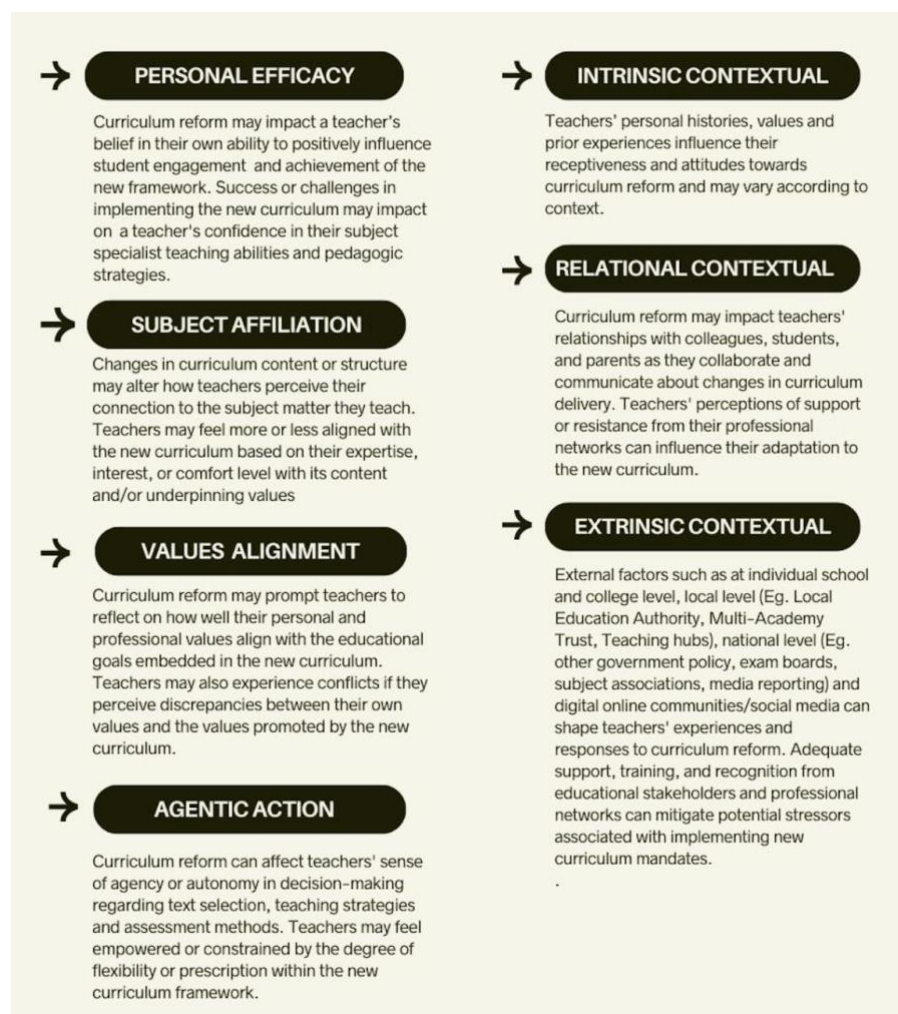 PERSONAL EFFICACY
Curriculum reform may impact a teacher's
belief in their own ability to positively influence
student engagement and achievement of the
new framework. Success or challenges in
implementing the new curriculum may impact
on a teacher's confidence in their subject
specialist teaching abilities and pedagogic
strategies.
SUBJECT AFFILIATION
Changes in curriculum content or structure
may alter how teachers perceive their
connection to the subject matter they teach.
Teachers may feel more or less aligned with
the new curriculum based on their expertise,
interest, or comfort level with its content
and/or underpinning values
VALUES ALIGNMENT
Curriculum reform may prompt teachers to
reflect on how well their personal and
professional values align with the educational
goals embedded in the new curriculum.
Teachers may also experience conflicts if they
perceive discrepancies between their own
values and the values promoted by the new
curriculum.
AGENTIC ACTION
Curriculum reform can affect teachers' sense
of agency or autonomy in decision-making
regarding text selection, teaching strategies
and assessment methods. Teachers may feel
empowered or constrained by the degree of
flexibility or prescription within the new
curriculum framework.
INTRINSIC CONTEXTUAL
Teachers' personal histories, values and
prior experiences influence their
receptiveness and attitudes towards
curriculum reform and may vary according to
context.
RELATIONAL CONTEXTUAL
Curriculum reform may impact teachers'
relationships with colleagues, students,
and parents as they collaborate and
communicate about changes in curriculum
delivery. Teachers' perceptions of support
or resistance from their professional
networks can influence their adaptation to
the new curriculum.
EXTRINSIC CONTEXTUAL
External factors such as at individual school
and college level, local level (Eg. Local
Education Authority, Multi-Academy
Trust, Teaching hubs), national level (Eg.
other government policy, exam boards,
subject associations, media reporting) and
digital online communities/social media can
shape teachers' experiences and
responses to curriculum reform. Adequate
support, training, and recognition from
educational stakeholders and professional
networks can mitigate potential stressors
associated with implementing new
curriculum mandates.
.